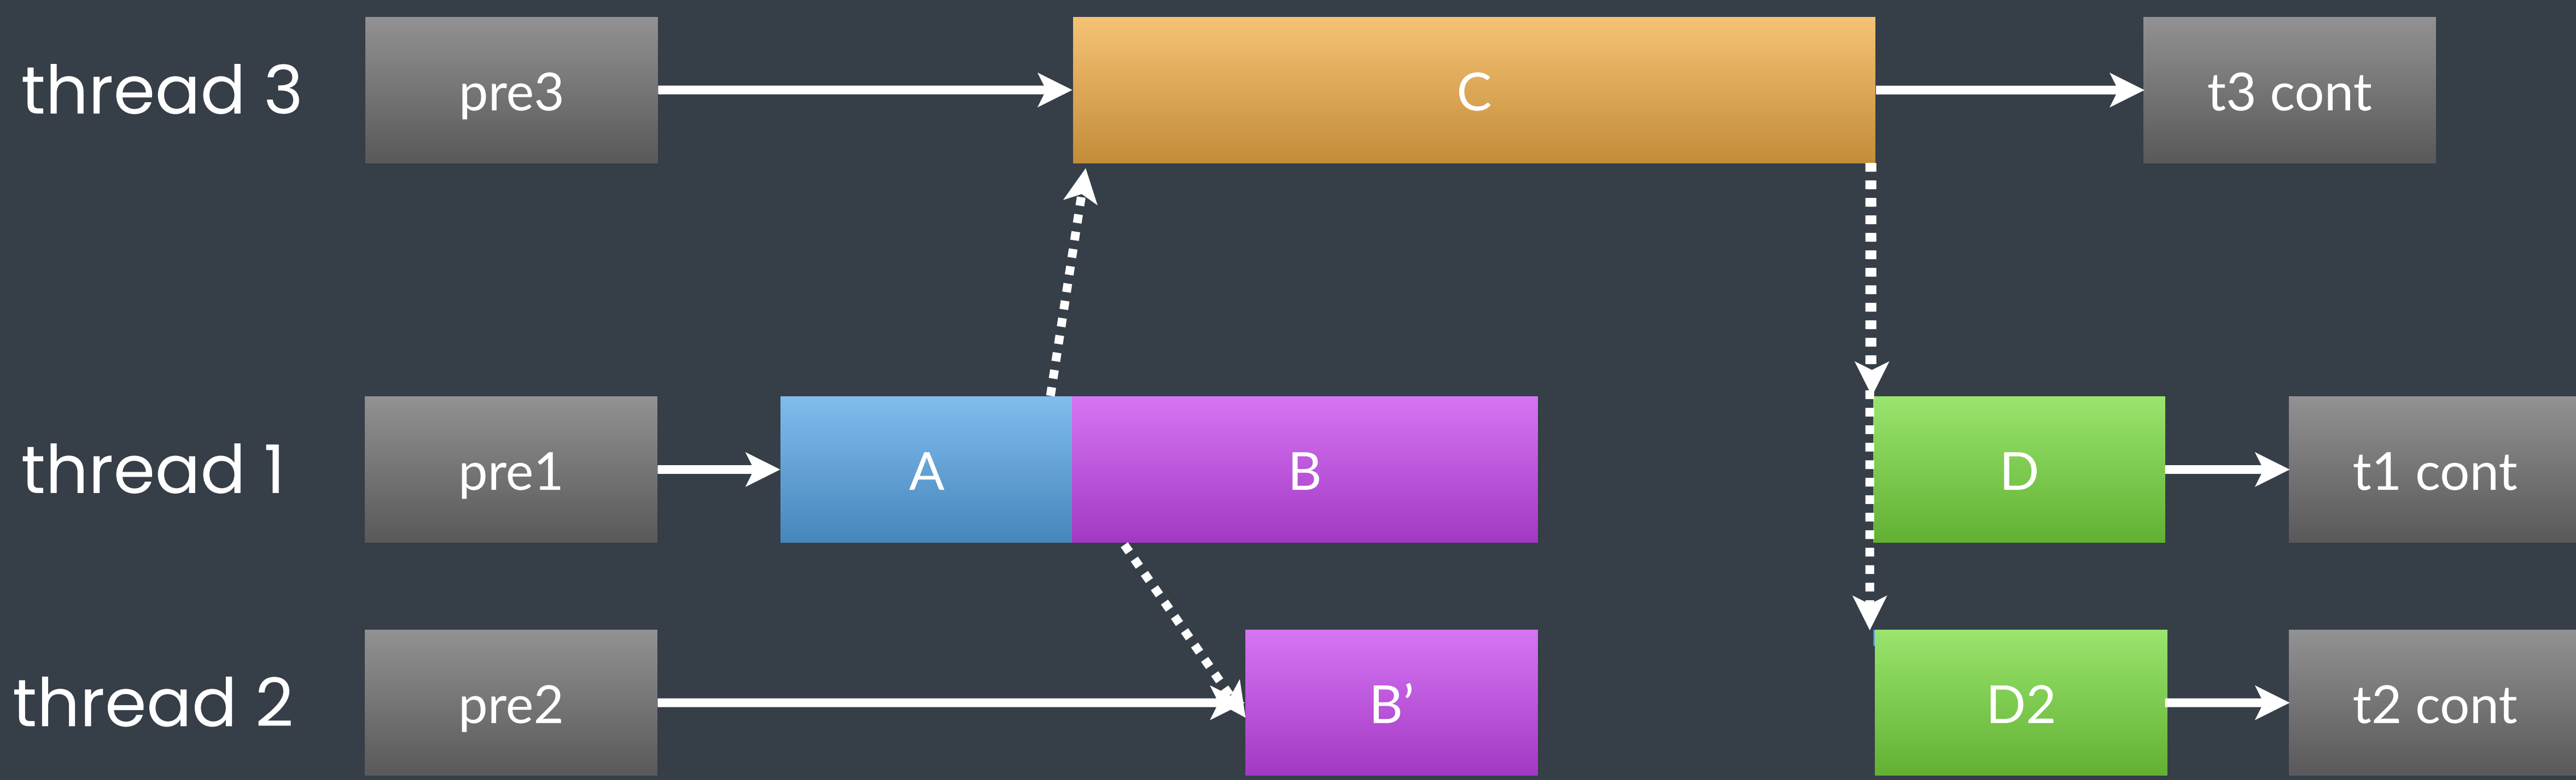 thread 3
pre3
C
t3 cont
thread 1
pre1
A
B
D
t1 cont
thread 2
pre2
B’
D2
t2 cont